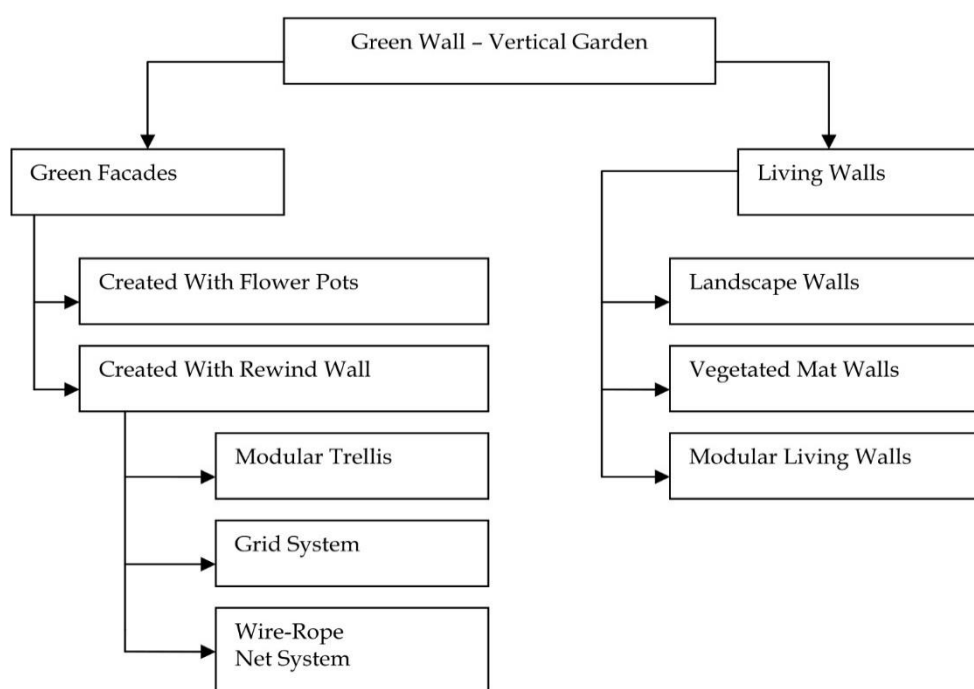 Green Wall – Vertical Garden
Green Facades
Living Walls
Created With Flower Pots
Landscape Walls
Created With Rewind Wall
Vegetated Mat Walls
Modular Trellis
Modular Living Walls
Grid System
Wire-Rope
Net System